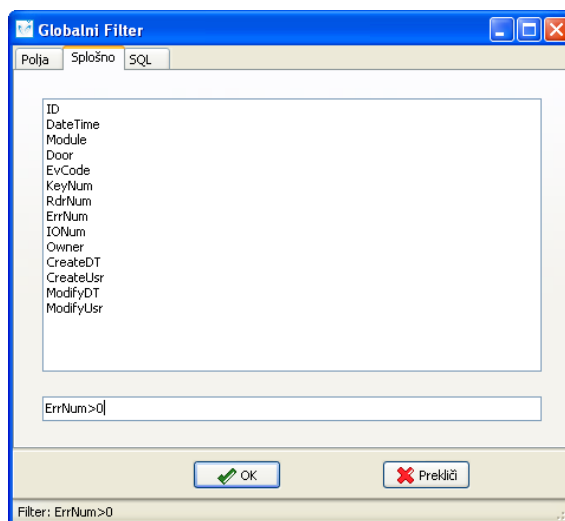 Globalni Filter
Polja Splošno SQL
ID
DateTime
Module
Door
EvCode
KeyNum
RdrNum
ErrNum
IONum
Owner
CreateDT
CreateUsr
ModifyDT
ModifyUsr
ErrNum>0
OK Prekliči
Filter: ErrNum>0